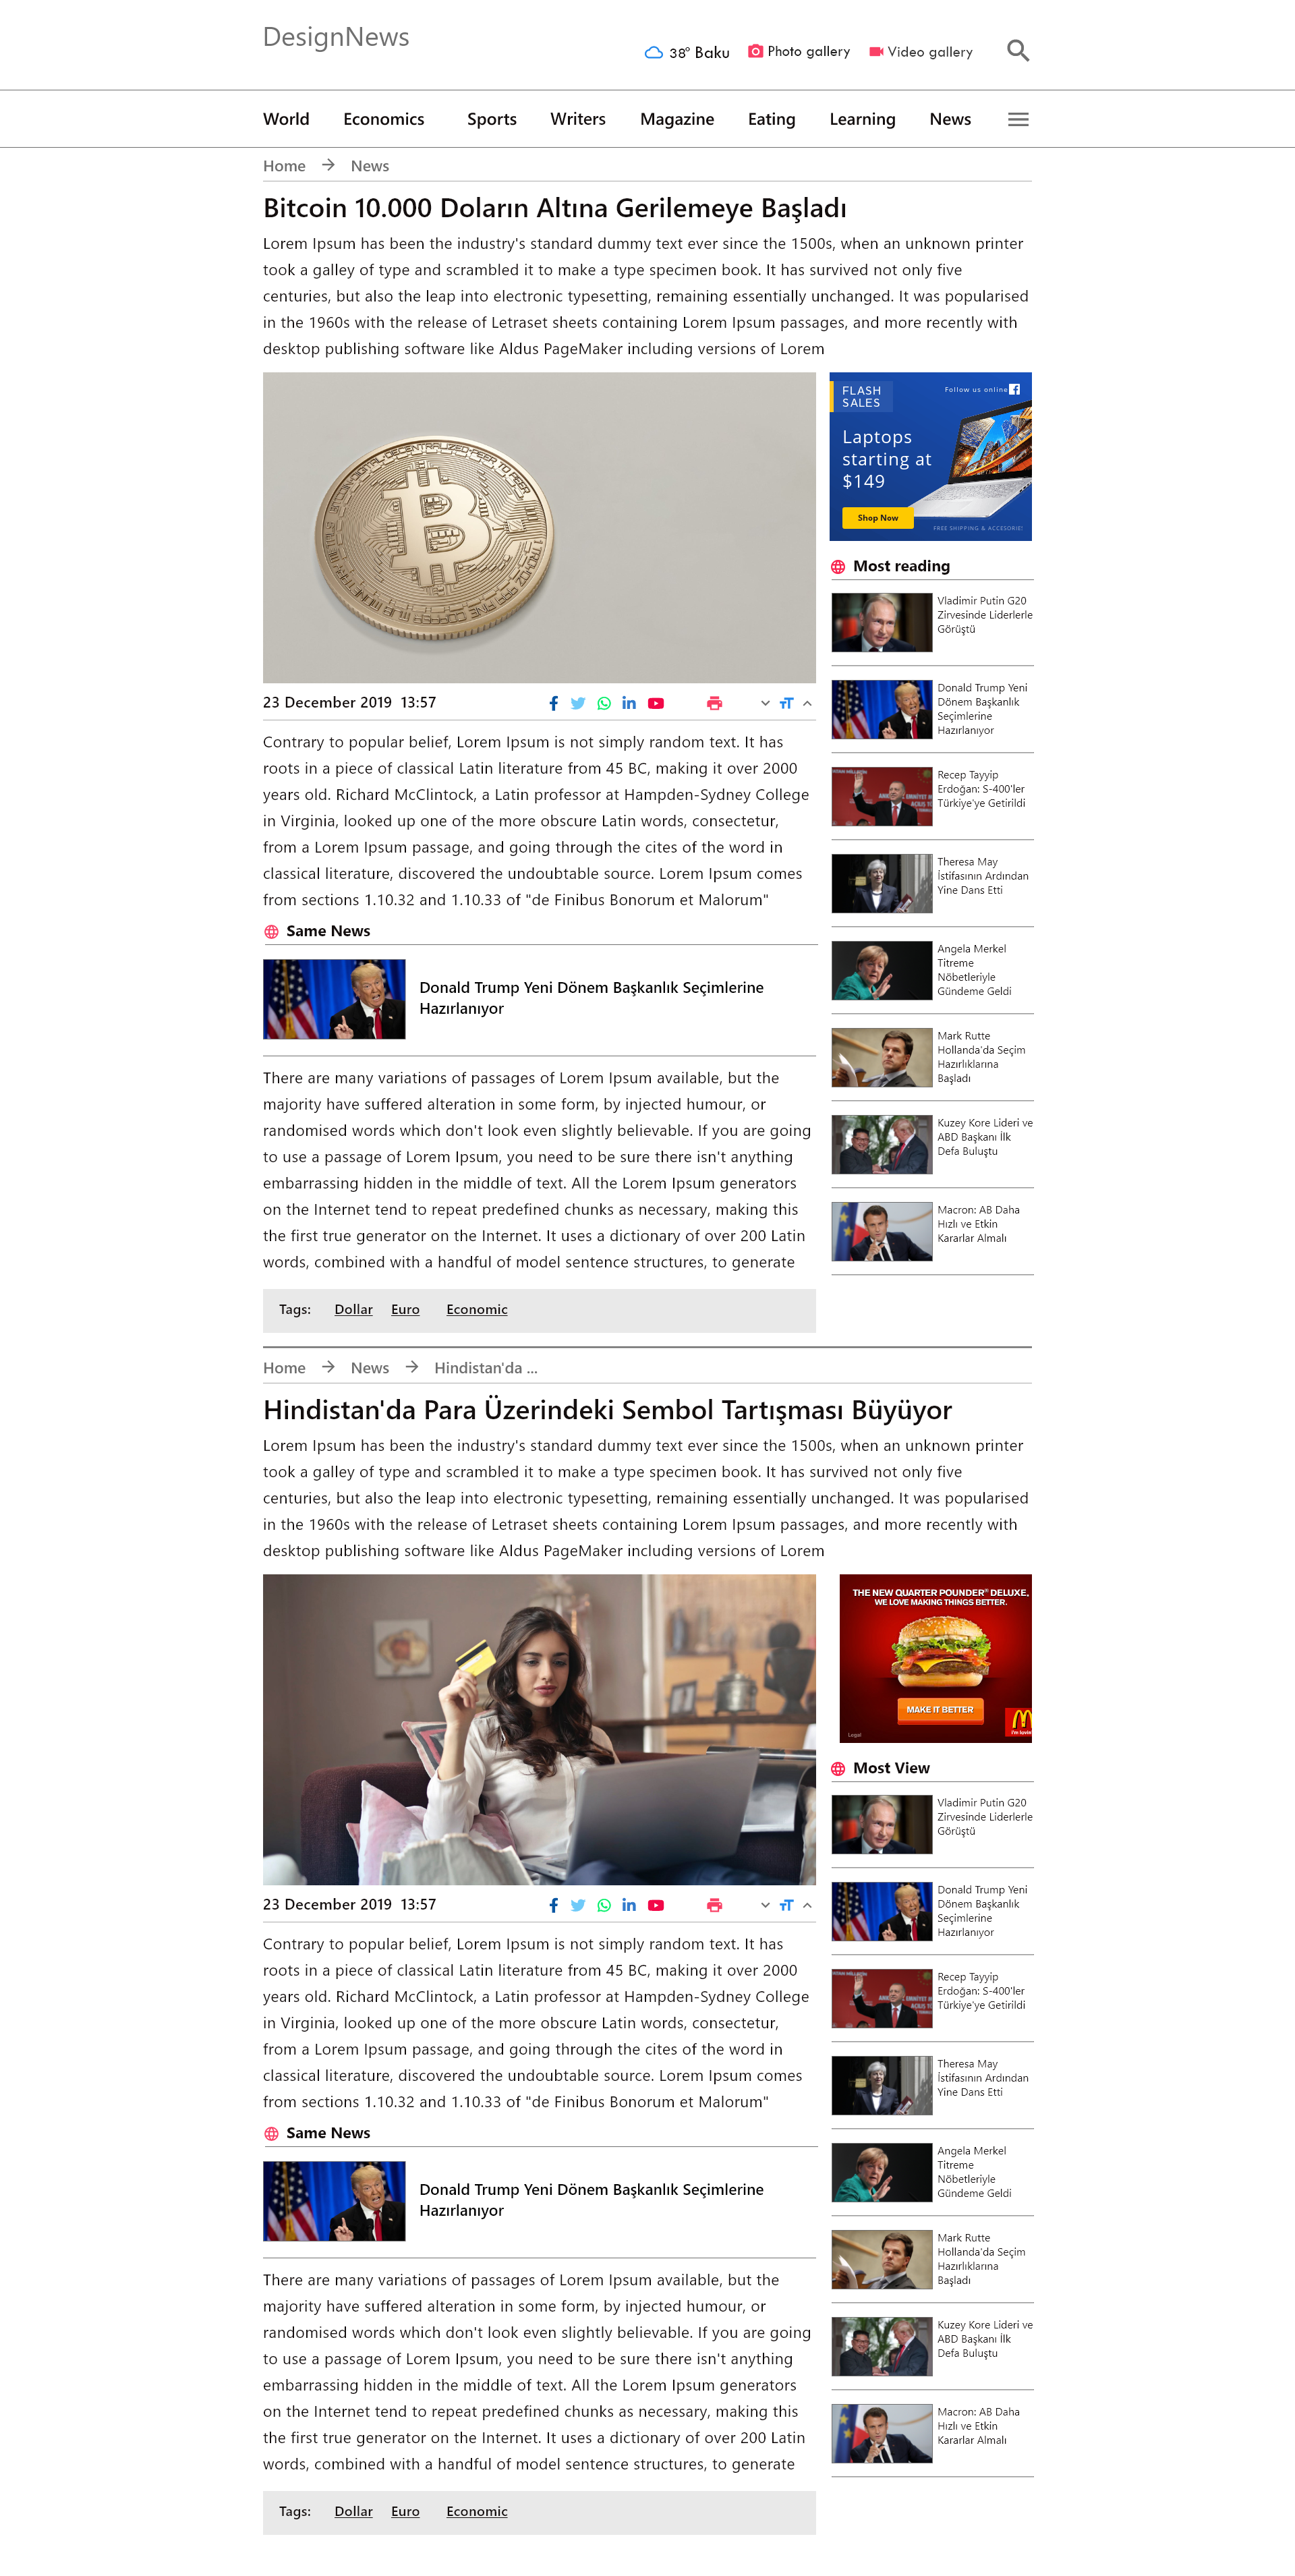 DesignNews
38° Baku
Photo gallery
Video gallery
World Economics Sports Writers Magazine Eating Learning News
Home News
Bitcoin 10.000 Doların Altına Gerilemeye Başladı
Lorem Ipsum has been the industry's standard dummy text ever since the 1500s, when an unknown printer
took a galley of type and scrambled it to make a type specimen book. It has survived not only five
centuries, but also the leap into electronic typesetting, remaining essentially unchanged. It was popularised
in the 1960s with the release of Letraset sheets containing Lorem Ipsum passages, and more recently with
desktop publishing software like Aldus PageMaker including versions of Lorem
FLASH
SALES
Follow us online
Laptops
starting at
$149
Shop Now
FREE SHIPPING & ACCESORIE!
23 December 2019 13:57
Contrary to popular belief, Lorem Ipsum is not simply random text. It has
roots in a piece of classical Latin literature from 45 BC, making it over 2000
years old. Richard McClintock, a Latin professor at Hampden-Sydney College
in Virginia, looked up one of the more obscure Latin words, consectetur,
from a Lorem Ipsum passage, and going through the cites of the word in
classical literature, discovered the undoubtable source. Lorem Ipsum comes
from sections 1.10.32 and 1.10.33 of "de Finibus Bonorum et Malorum"
Same News
Donald Trump Yeni Dönem Başkanlık Seçimlerine
Hazırlanıyor
There are many variations of passages of Lorem Ipsum available, but the
majority have suffered alteration in some form, by injected humour, or
randomised words which don't look even slightly believable. If you are going
to use a passage of Lorem Ipsum, you need to be sure there isn't anything
embarrassing hidden in the middle of text. All the Lorem Ipsum generators
on the Internet tend to repeat predefined chunks as necessary, making this
the first true generator on the Internet. It uses a dictionary of over 200 Latin
words, combined with a handful of model sentence structures, to generate
Tags: Dollar Euro Economic
Most reading
Vladimir Putin G20
Zirvesinde Liderlerle
Görüştü
Donald Trump Yeni
Dönem Başkanlık
Seçimlerine
Hazırlanıyor
Recep Tayyip
Erdoğan: S-400'ler
Türkiye'ye Getirildi
Theresa May
İstifasının Ardından
Yine Dans Etti
Angela Merkel
Titreme
Nöbetleriyle
Gündeme Geldi
Mark Rutte
Hollanda'da Seçim
Hazırlıklarına
Başladı
Kuzey Kore Lideri ve
ABD Başkanı İlk
Defa Buluştu
Macron: AB Daha
Hızlı ve Etkin
Kararlar Almalı
Home News Hindistan'da ...
Hindistan'da Para Üzerindeki Sembol Tartışması Büyüyor
Lorem Ipsum has been the industry's standard dummy text ever since the 1500s, when an unknown printer
took a galley of type and scrambled it to make a type specimen book. It has survived not only five
centuries, but also the leap into electronic typesetting, remaining essentially unchanged. It was popularised
in the 1960s with the release of Letraset sheets containing Lorem Ipsum passages, and more recently with
desktop publishing software like Aldus PageMaker including versions of Lorem
THE NEW QUARTER POUNDER® DELUXE.
WE LOVE MAKING THINGS BETTER.
MAKE IT BETTER
Legal
23 December 2019 13:57
Contrary to popular belief, Lorem Ipsum is not simply random text. It has
roots in a piece of classical Latin literature from 45 BC, making it over 2000
years old. Richard McClintock, a Latin professor at Hampden-Sydney College
in Virginia, looked up one of the more obscure Latin words, consectetur,
from a Lorem Ipsum passage, and going through the cites of the word in
classical literature, discovered the undoubtable source. Lorem Ipsum comes
from sections 1.10.32 and 1.10.33 of "de Finibus Bonorum et Malorum"
Same News
Donald Trump Yeni Dönem Başkanlık Seçimlerine
Hazırlanıyor
There are many variations of passages of Lorem Ipsum available, but the
majority have suffered alteration in some form, by injected humour, or
randomised words which don't look even slightly believable. If you are going
to use a passage of Lorem Ipsum, you need to be sure there isn't anything
embarrassing hidden in the middle of text. All the Lorem Ipsum generators
on the Internet tend to repeat predefined chunks as necessary, making this
the first true generator on the Internet. It uses a dictionary of over 200 Latin
words, combined with a handful of model sentence structures, to generate
Tags: Dollar Euro Economic
Most View
Vladimir Putin G20
Zirvesinde Liderlerle
Görüştü
Donald Trump Yeni
Dönem Başkanlık
Seçimlerine
Hazırlanıyor
Recep Tayyip
Erdoğan: S-400'ler
Türkiye'ye Getirildi
Theresa May
İstifasının Ardından
Yine Dans Etti
Angela Merkel
Titreme
Nöbetleriyle
Gündeme Geldi
Mark Rutte
Hollanda'da Seçim
Hazırlıklarına
Başladı
Kuzey Kore Lideri ve
ABD Başkanı İlk
Defa Buluştu
Macron: AB Daha
Hızlı ve Etkin
Kararlar Almalı